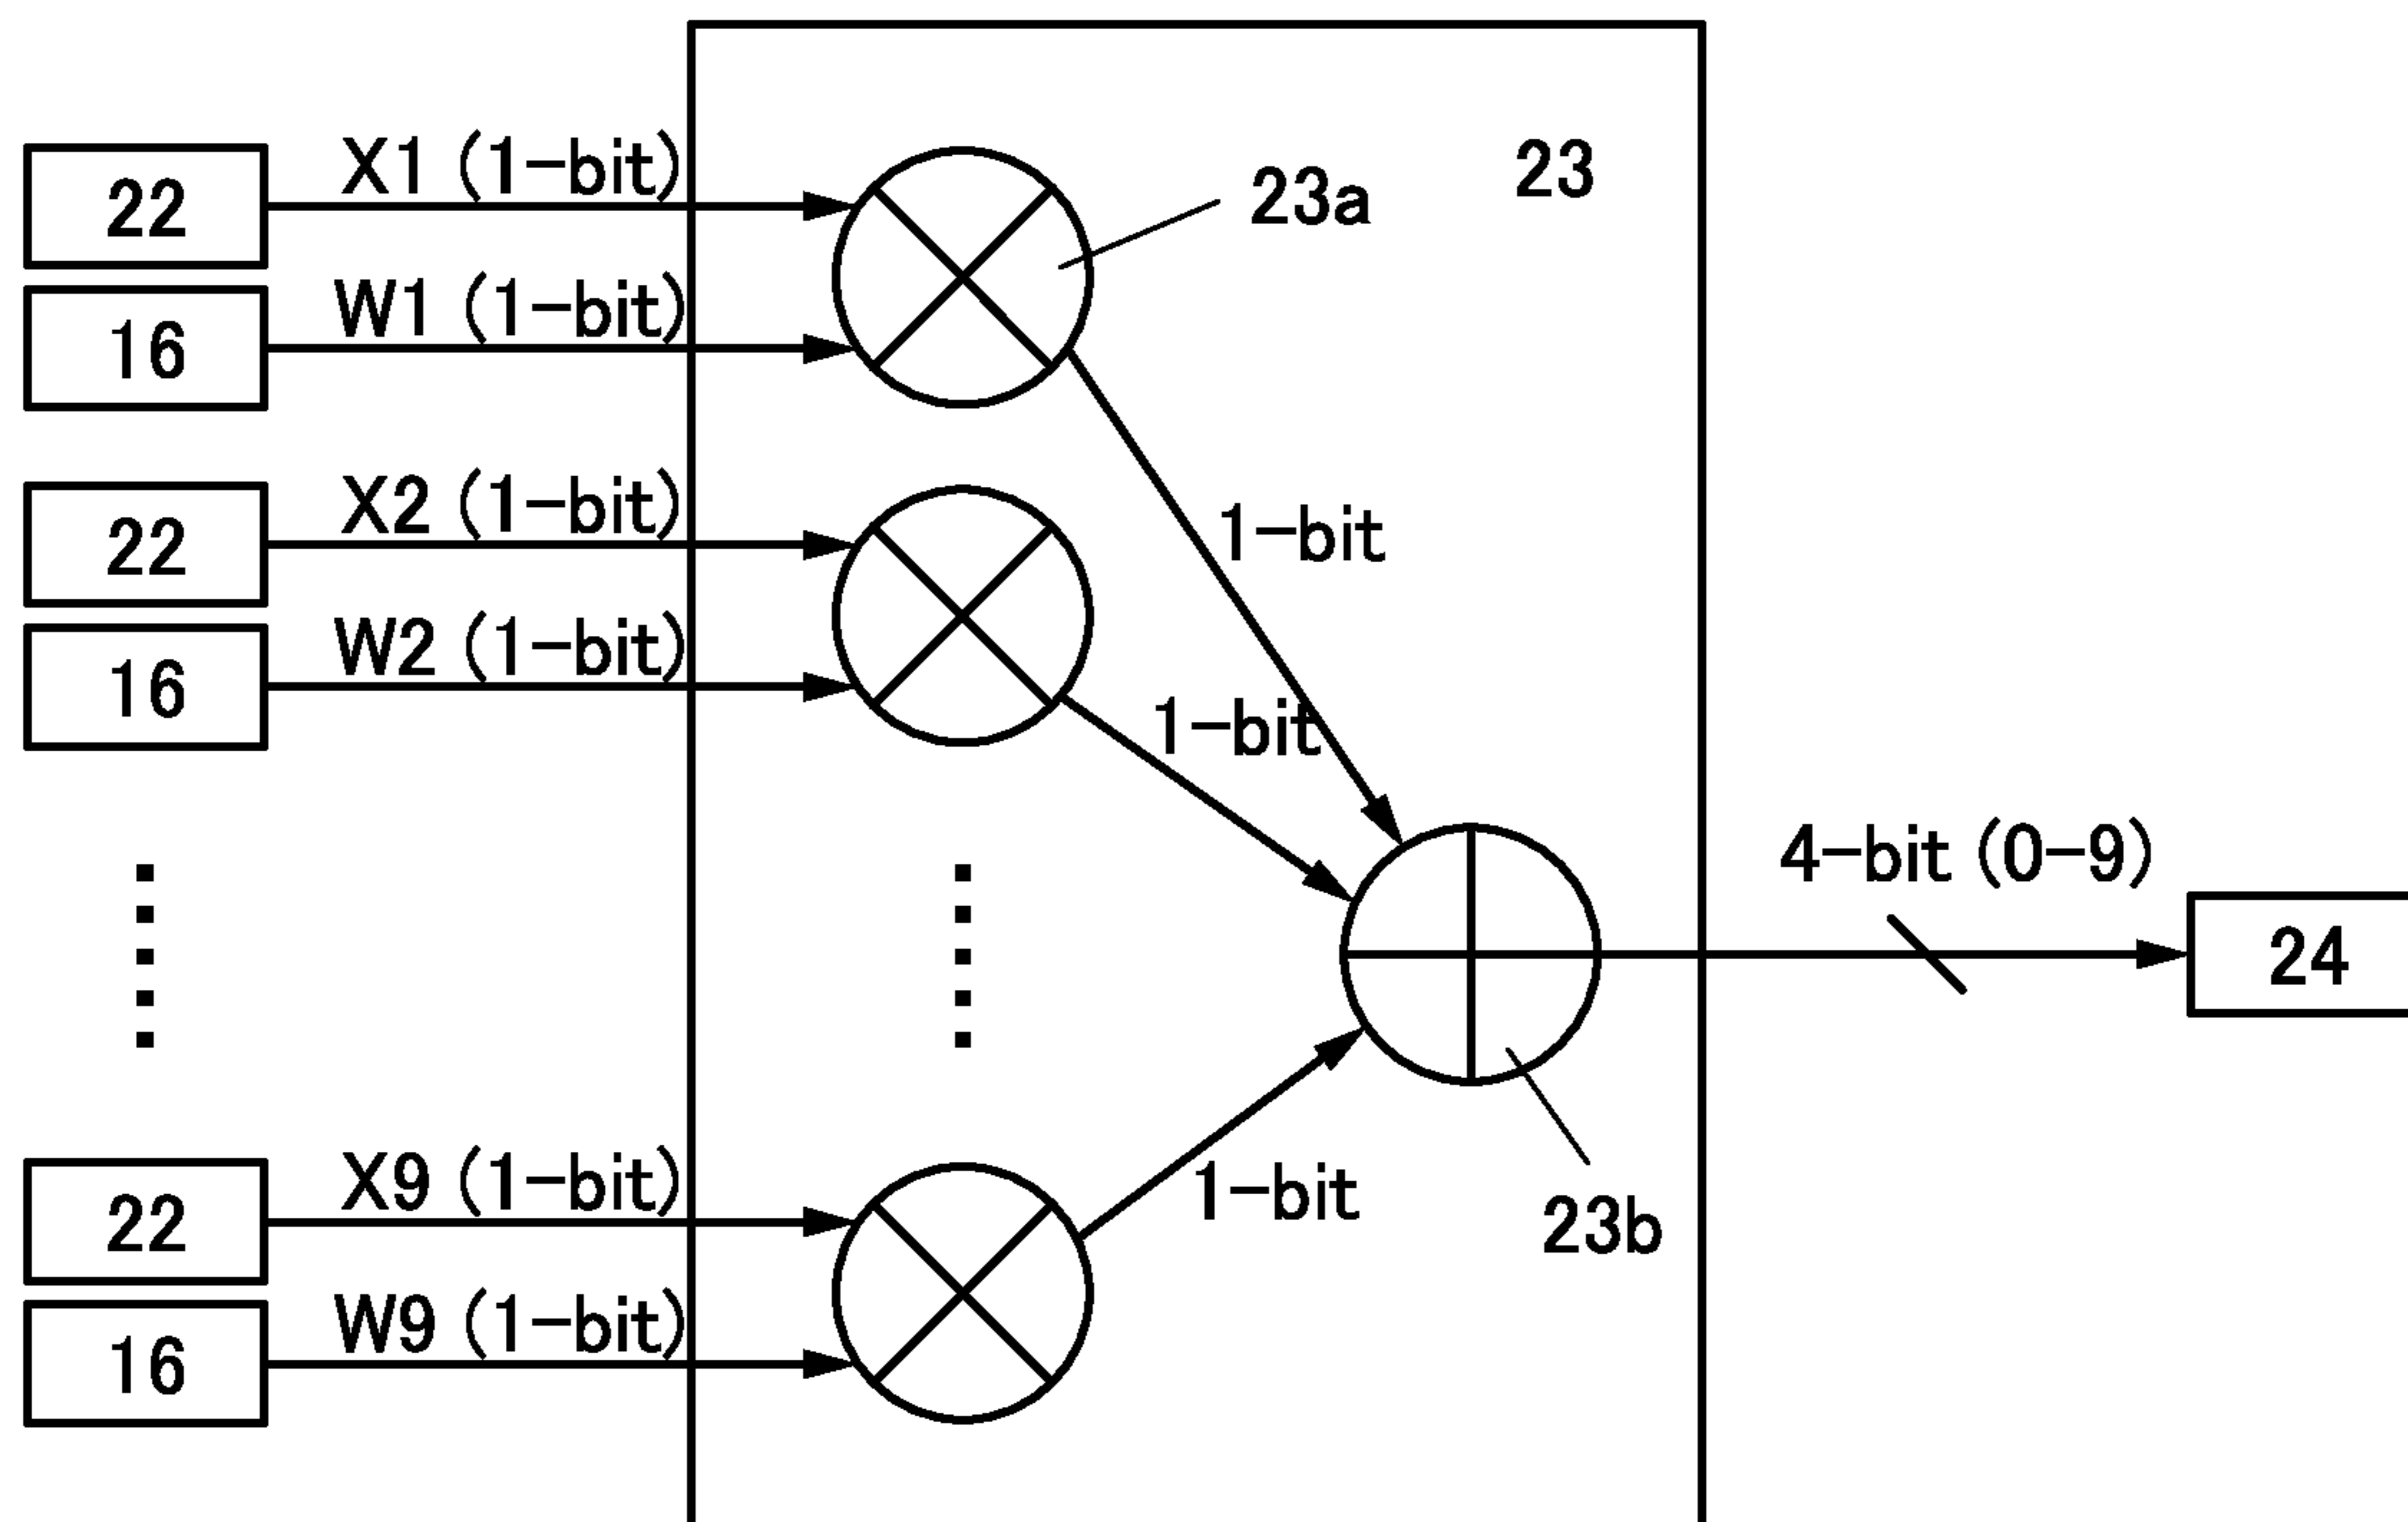 22
X1 (1-bit)
16
W1 (1-bit)
23a
23
22
X2 (1-bit)
16
W2 (1-bit)
1-bit
1-bit
4-bit (0-9)
24
22
X9 (1-bit)
16
W9 (1-bit)
1-bit
23b